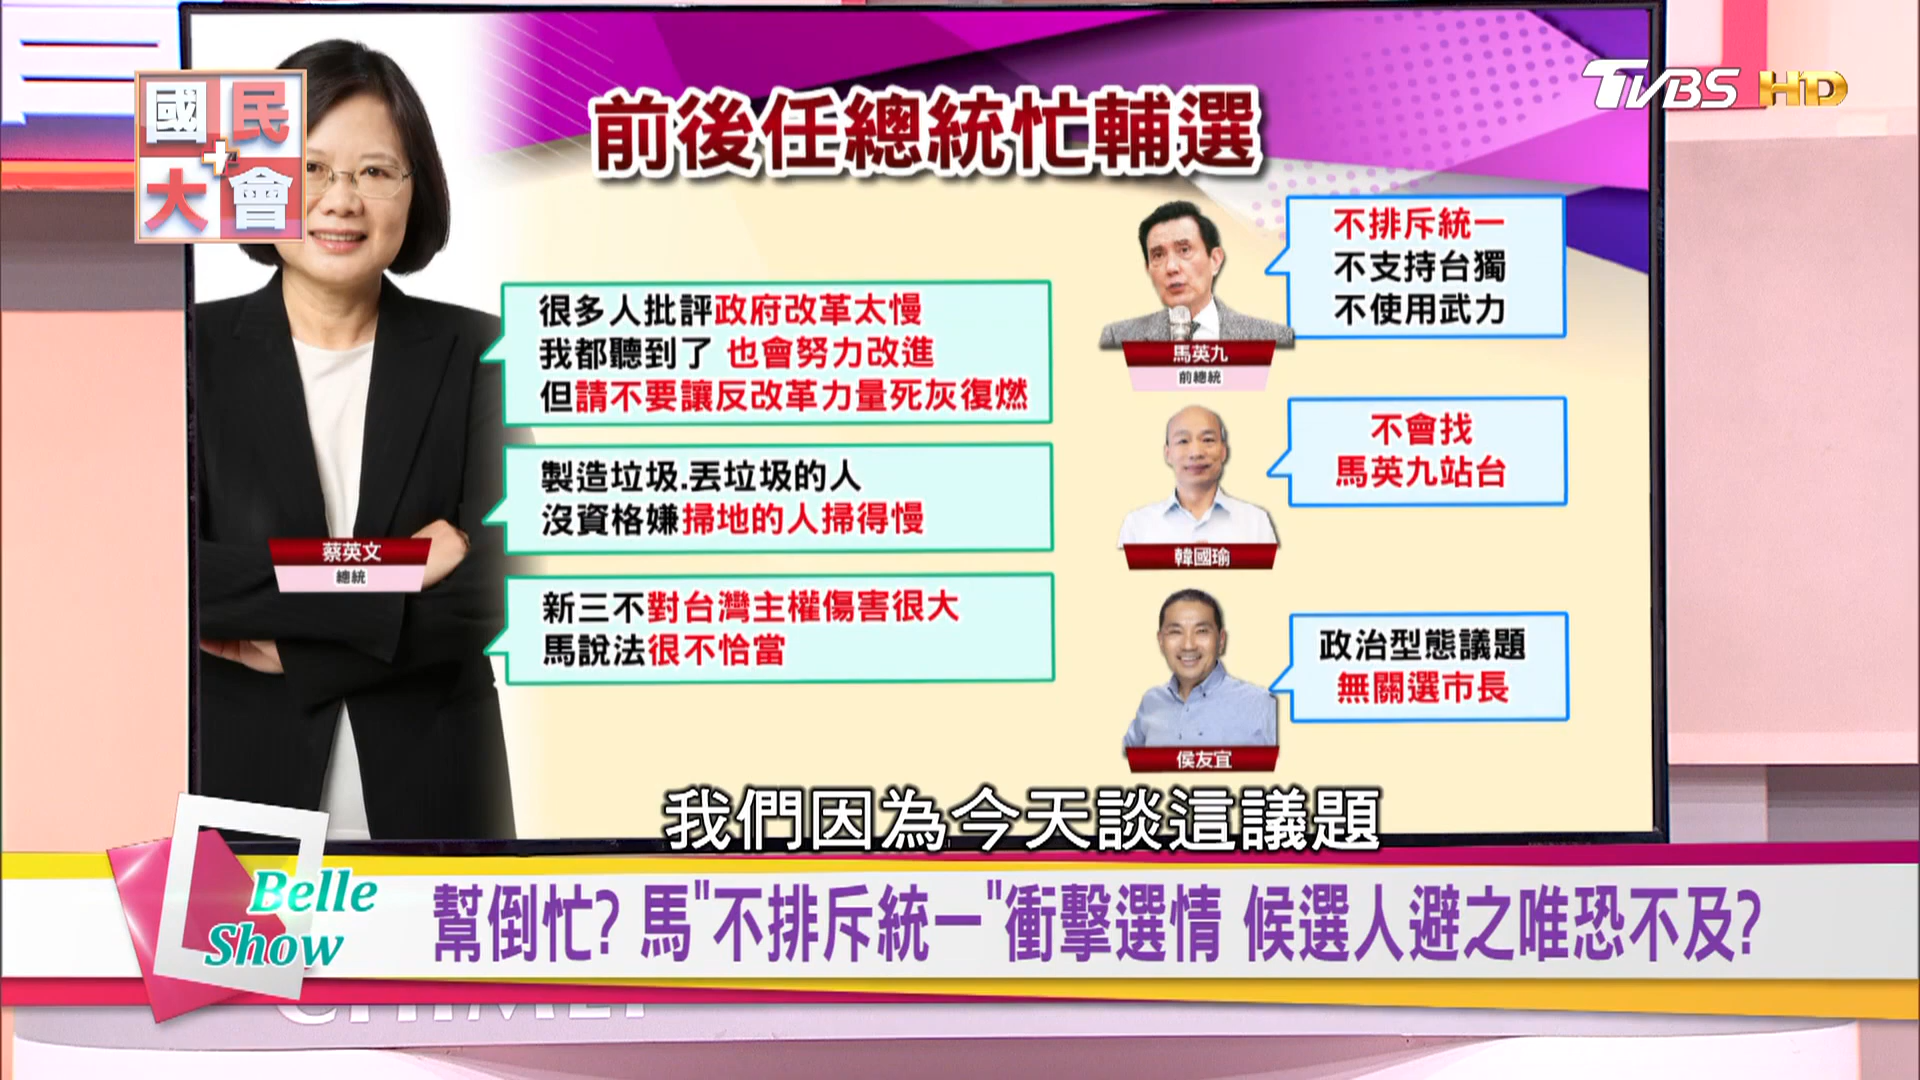 國民
大會
TVBS HD
前後任總統忙輔選
很多人批評政府改革太慢
我都聽到了 也會努力改進
但請不要讓反改革力量死灰復燃
製造垃圾.丟垃圾的人
沒資格嫌掃地的人掃得慢
新三不對台灣主權傷害很大
馬說法很不恰當
蔡英文
總統
不排斥統一
不支持台獨
不使用武力
馬英九
前總統
不會找
馬英九站台
韓國瑜
政治型態議題
無關選市長
侯友宜
我們因為今天談這議題
Belle
Show
幫倒忙? 馬"不排斥統一"衝擊選情 候選人避之唯恐不及?
CHIMEI